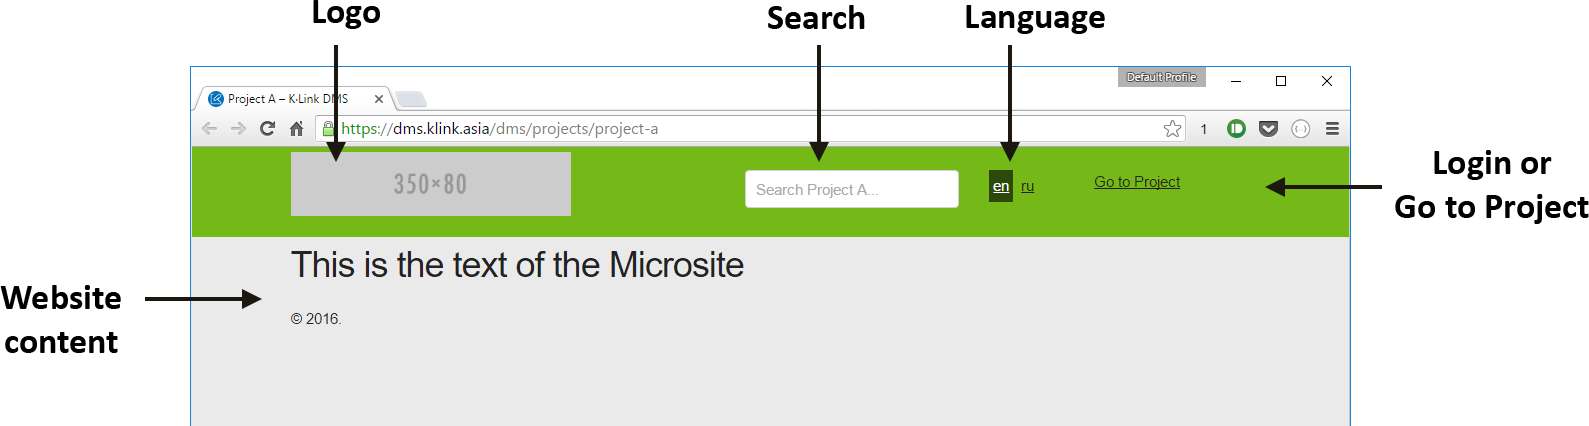 Logo
Search
Language
Default Profile
Project A – K-Link DMS
https://dms.klink.asia/dms/projects/project-a
1
350×80
Search Project A...
en
ru
Go to Project
Login or
Go to Project
This is the text of the Microsite
Website
content
© 2016.